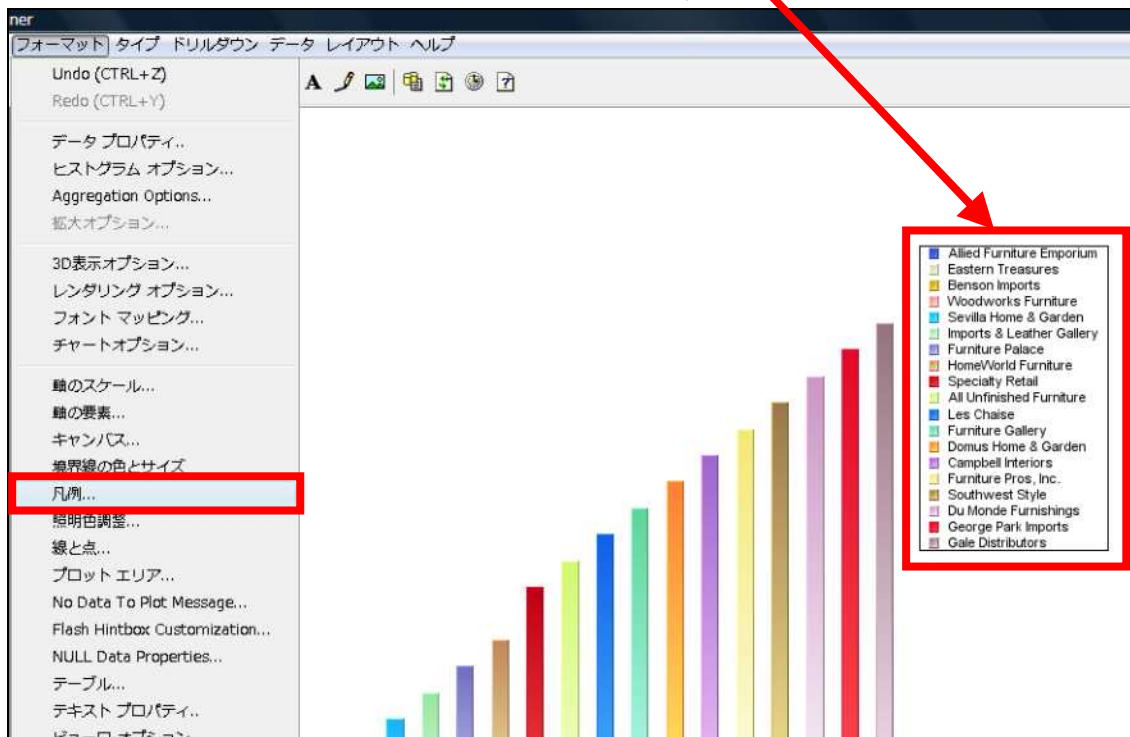 ner
フォーマット タイプ ドリルダウン データ レイアウト ヘルプ
Undo (CTRL+Z)
Redo (CTRL+Y)
データ プロパティ..
ヒストグラム オプション...
Aggregation Options...
拡大オプション...
3D表示オプション...
レンダリング オプション...
フォント マッピング...
チャートオプション...
軸のスケール...
軸の要素...
キャンバス...
境界線の色とサイズ
凡例...
照明色調整...
線と点...
プロット エリア...
No Data To Plot Message...
Flash Hintbox Customization...
NULL Data Properties...
テーブル...
テキスト プロパティ..
ビューワ オプション
A
Allied Furniture Emporium
Eastern Treasures
Benson Imports
Woodworks Furniture
Sevilla Home & Garden
Imports & Leather Gallery
Furniture Palace
HomeWorld Furniture
Specialty Retail
All Unfinished Furniture
Les Chaise
Furniture Gallery
Domus Home & Garden
Campbell Interiors
Furniture Pros, Inc.
Southwest Style
Du Monde Furnishings
George Park Imports
Gale Distributors